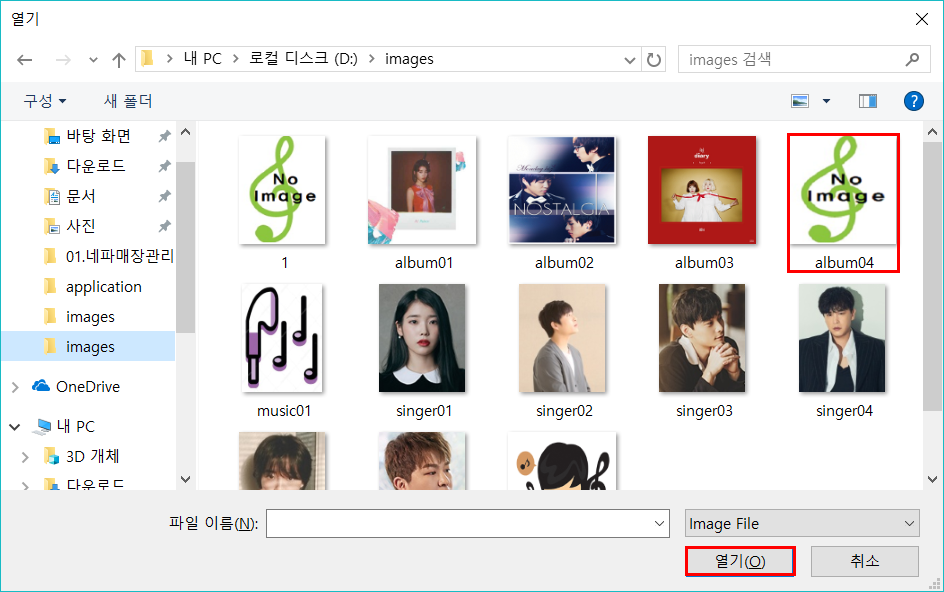 열기
내 PC > 로컬 디스크 (D:) > images
images 검색
구성
새 폴더
?
바탕 화면
다운로드
문서
사진
01.네파매장관리
application
images
images
OneDrive
내 PC
3D 개체
다운로드
No Image
Monday
NOSTALGIA
diary
No Image
1
album01
album02
album03
album04
music01
singer01
singer02
singer03
singer04
파일 이름(N):
Image File
열기(O)
취소